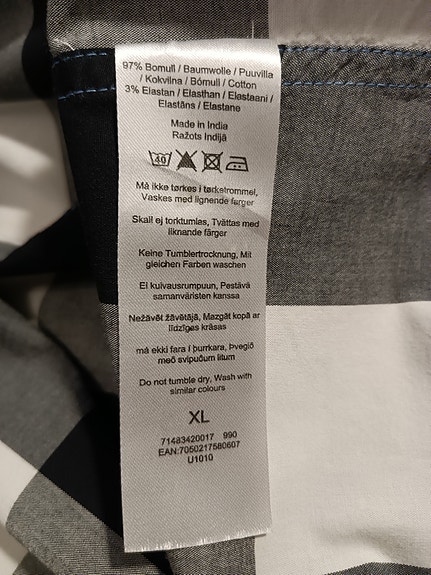 97% Bomull / Baumwolle / Puuvilla
/ Kokvilna / Bómull / Cotton
3% Elastan / Elasthan / Elastaani /
Elastāns / Elastane
Made in India
Ražots Indijā
40
Må ikke tørkes i tørketrommel,
Vaskes med lignende farger
Skall ej torktumlas, Tvättas med
liknande färger
Keine Tumblertrocknung, Mit
gleichen Farben waschen
Ei kuivausrumpuun, Pestävä
samanväristen kanssa
Nežāvēt žāvētājā, Mazgāt kopā ar
līdzīgas krāsas
má ekki fara í þurrkara, Þvegið
með svipuðum litum
Do not tumble dry, Wash with
similar colours
XL
71483420017 990
EAN:7050217580607
U1010